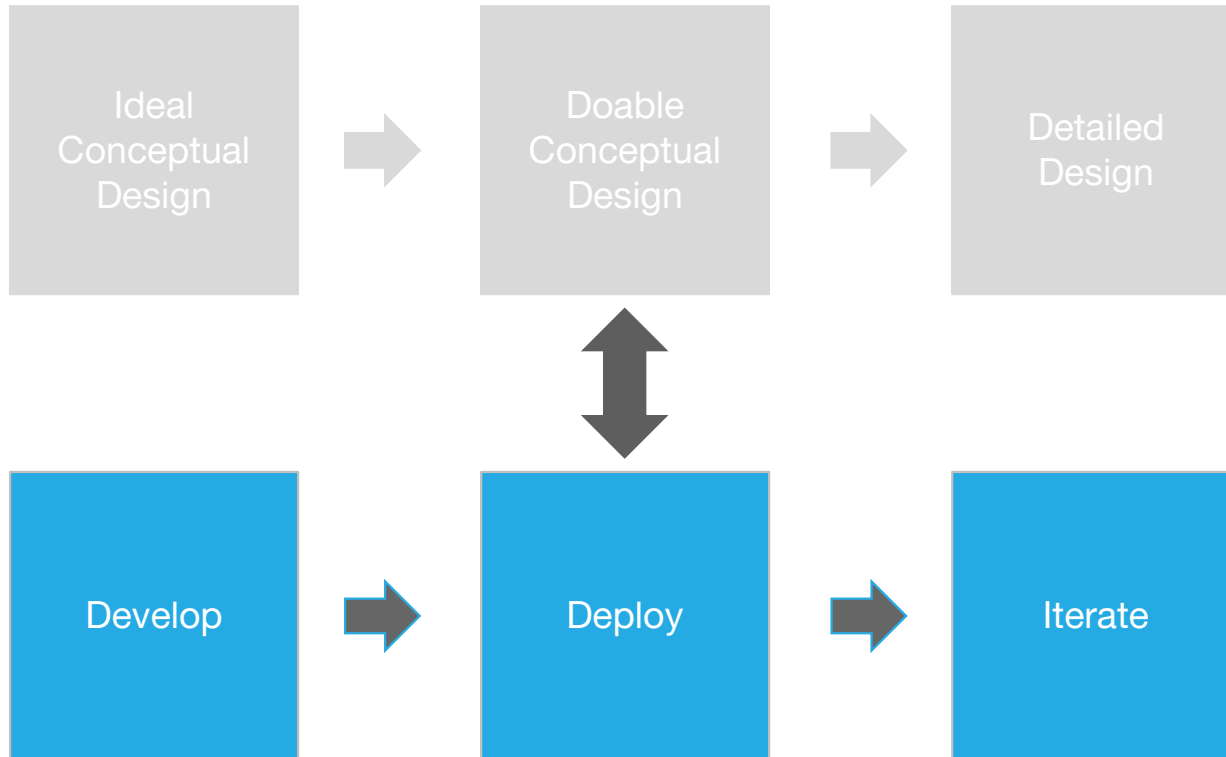 Ideal
Conceptual
Design
Doable
Conceptual
Design
Detailed
Design
Develop
Deploy
Iterate